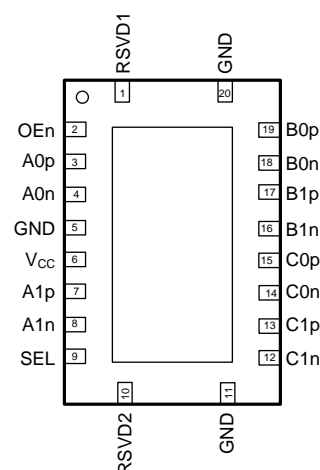 RSVD1
GND
1
20
OEn 2
19 B0p
A0p 3
18 B0n
A0n 4
17 B1p
GND 5
16 B1n
VCC 6
15 C0p
A1p 7
14 C0n
A1n 8
13 C1p
SEL 9
12 C1n
10
11
RSVD2
GND